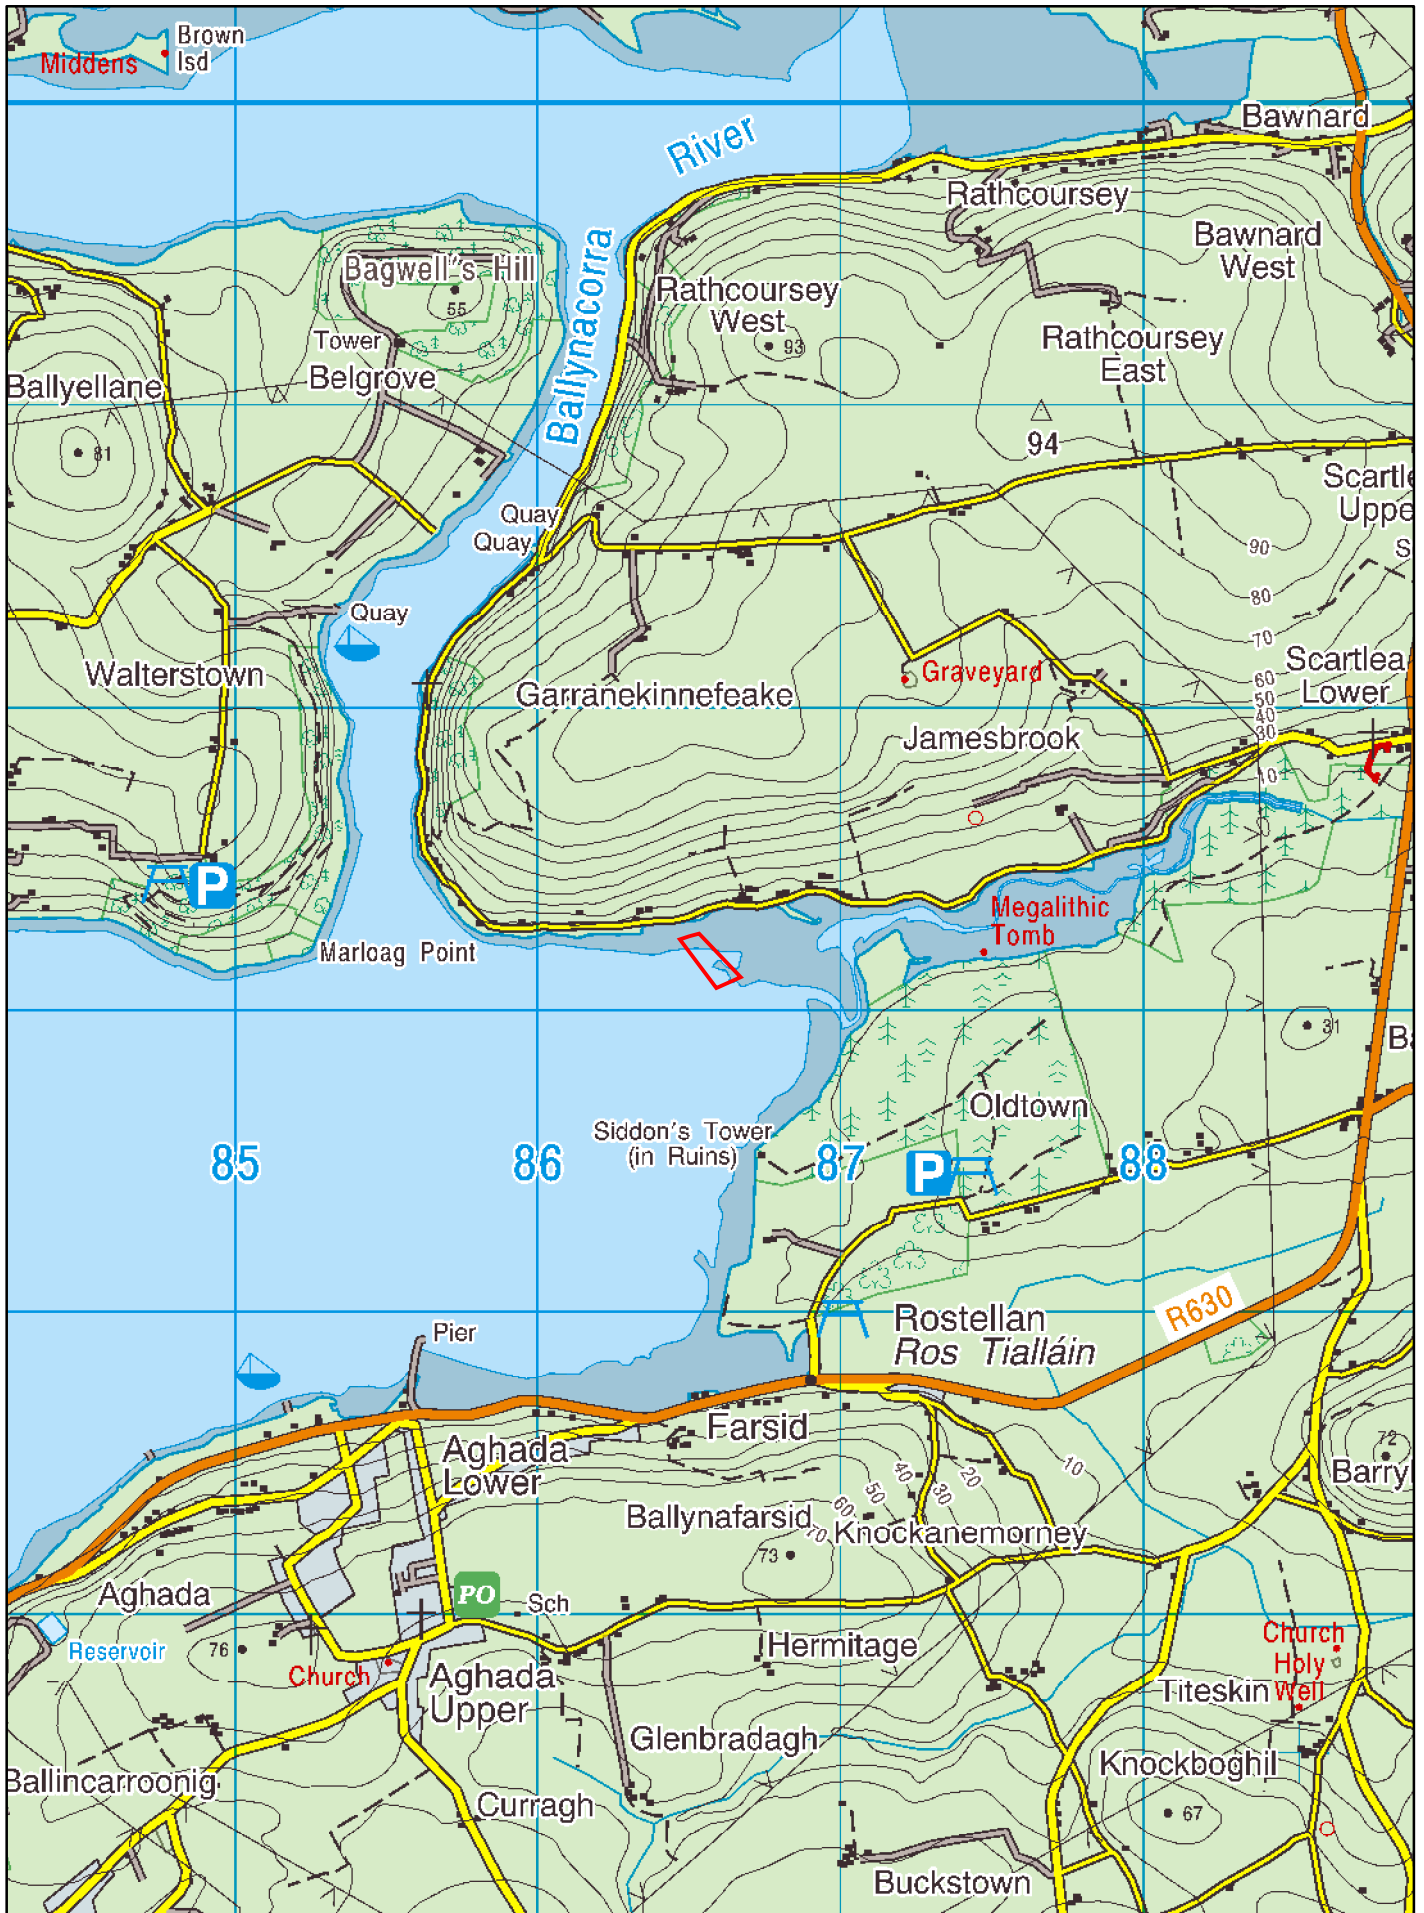 Brown
Isd
Middens
Bawnard
River
Rathcoursey
Bawnard
West
Bagwell"s Hill
55
Ballynacorra
Rathcoursey
West
93
Tower
Rathcoursey
East
Ballyellane
Belgrove
94
81
Quay
Quay
90
80
Quay
70
Walterstown
Graveyard
Scartlea
Lower
60
50
40
30
10
Garranekinnefeake
Jamesbrook
P
Megalithic
Tomb
Marloag Point
31
Oldtown
Siddon's Tower
(in Ruins)
85
86
87
P
88
R630
Rostellan
Ros Tialláin
Pier
Farsid
Aghada
Lower
72
40
50
60
70
30
20
10
Ballynafarsid
Knockanemorney
73
Aghada
PO
Sch
Reservoir
76
Church
Hermitage
Church
Holy
Well
Aghada
Upper
Titeskin
Glenbradagh
Knockboghil
Ballincarroonig
Curragh
67
Buckstown